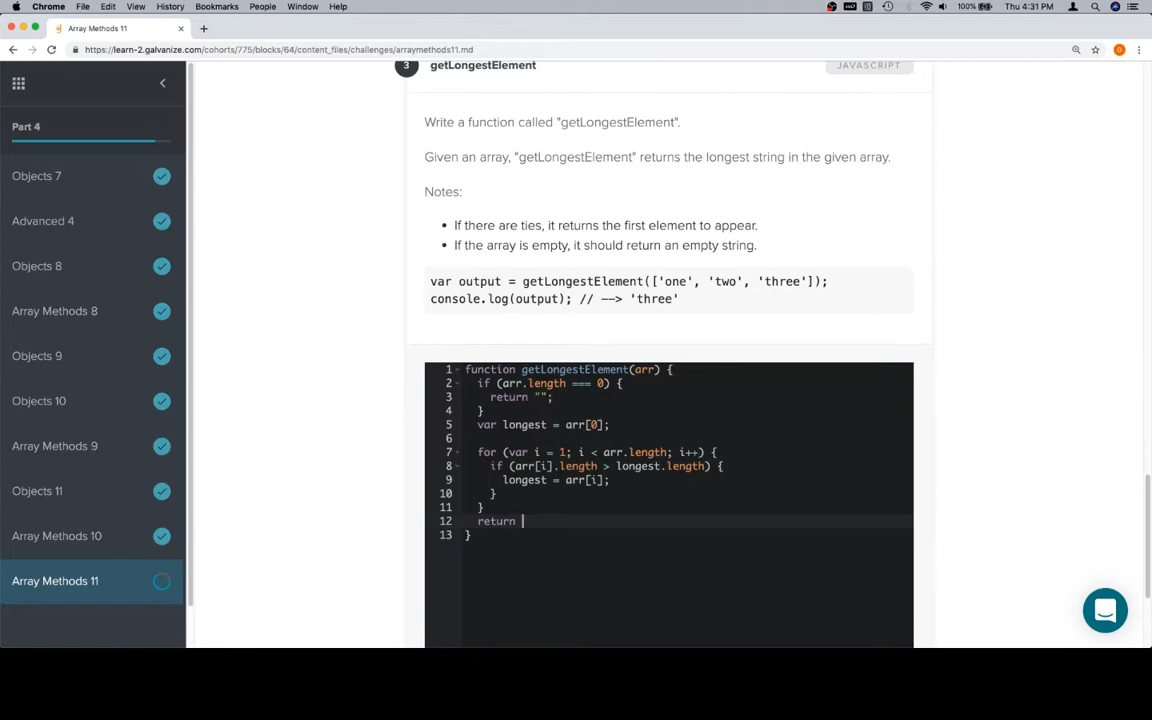 Chrome File Edit View History Bookmarks People Window Help 100% Thu 4:31 PM
Array Methods 11
https://learn-2.galvanize.com/cohorts/775/blocks/64/content_files/challenges/arraymethods11.md
Part 4
Objects 7
Advanced 4
Objects 8
Array Methods 8
Objects 9
Objects 10
Array Methods 9
Objects 11
Array Methods 10
Array Methods 11
3 getLongestElement JAVASCRIPT
Write a function called "getLongestElement".
Given an array, "getLongestElement" returns the longest string in the given array.
Notes:
• If there are ties, it returns the first element to appear.
• If the array is empty, it should return an empty string.
var output = getLongestElement(['one', 'two', 'three']);
console.log(output); // --> 'three'
1 function getLongestElement(arr) {
2 if (arr.length === 0) {
3 return "";
4 }
5 var longest = arr[0];
6
7 for (var i = 1; i < arr.length; i++) {
8 if (arr[i].length > longest.length) {
9 longest = arr[i];
10 }
11 }
12 return
13 }